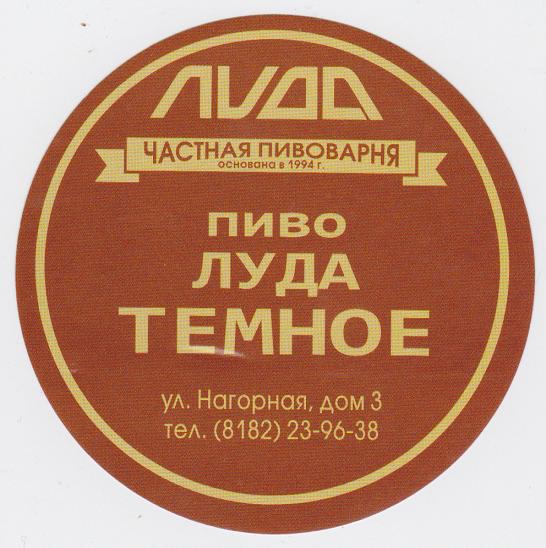 ЛУДА
ЧАСТНАЯ ПИВОВАРНЯ
ОСНОВАНА В 1994 г.
ПИВО
ЛУДА
ТЕМНОЕ
ул. Нагорная, дом 3
тел. (8182) 23-96-38